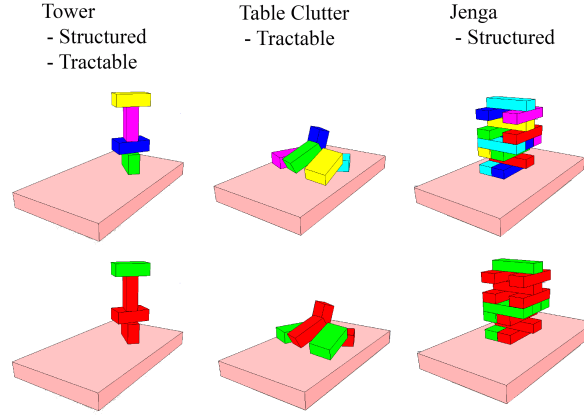 Tower
- Structured
- Tractable
Table Clutter
- Tractable
Jenga
- Structured